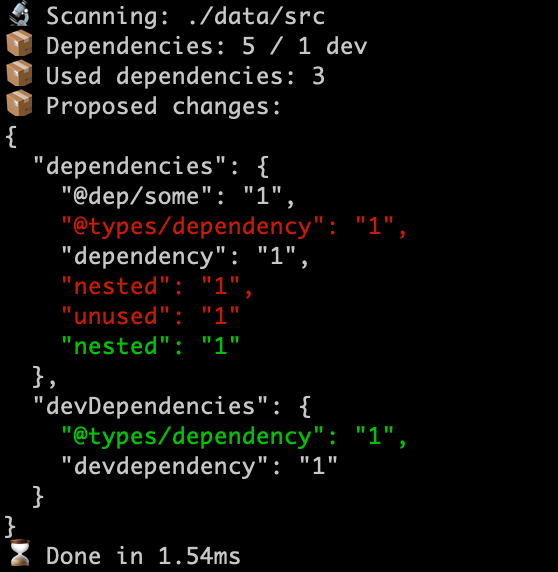 🔬 Scanning: ./data/src
📦 Dependencies: 5 / 1 dev
📦 Used dependencies: 3
📦 Proposed changes:
{
  "dependencies": {
    "@dep/some": "1",
    "@types/dependency": "1",
    "dependency": "1",
    "nested": "1",
    "unused": "1"
    "nested": "1"
  },
  "devDependencies": {
    "@types/dependency": "1",
    "devdependency": "1"
  }
}
⏳ Done in 1.54ms